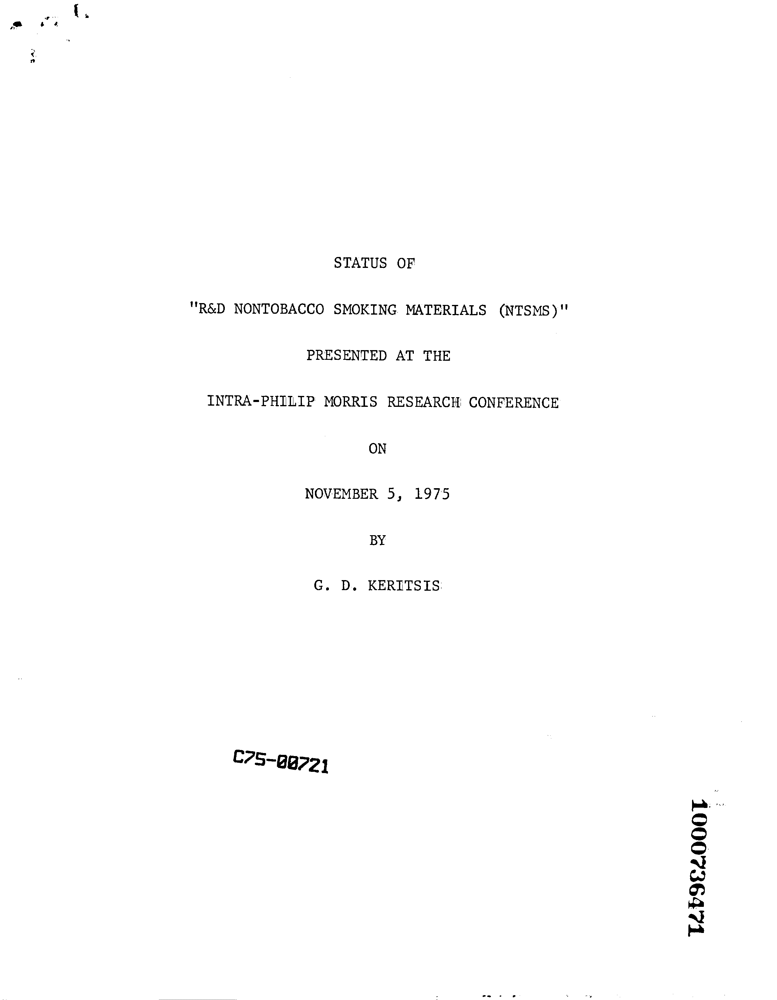 STATUS OF
"R&D NONTOBACCO SMOKING MATERIALS (NTSMS)"
PRESENTED AT THE
INTRA-PHILIP MORRIS RESEARCH CONFERENCE
ON
NOVEMBER 5, 1975
BY
G. D. KERITSIS
C75-00721
1000736471